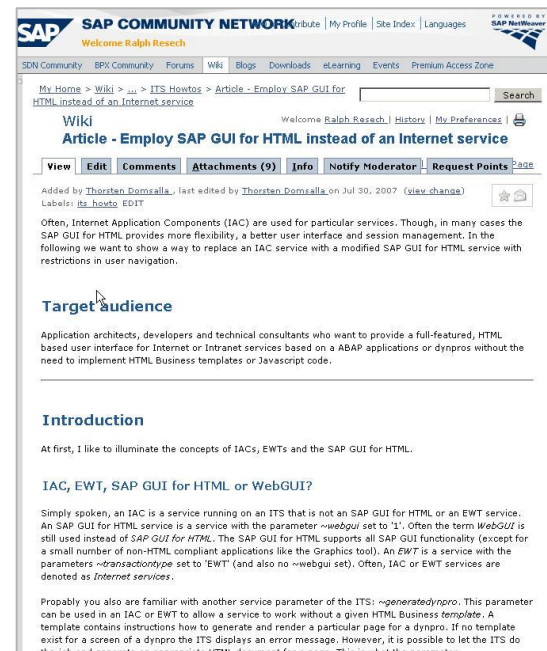 SAP
SAP COMMUNITY NETWORK
Contribute | My Profile | Site Index | Languages
POWERED BY
SAP NetWeaver
Welcome Ralph Resech
SDN Community BPX Community Forums Wiki Blogs Downloads eLearning Events Premium Access Zone
My Home > Wiki > ... > ITS Howtos > Article - Employ SAP GUI for
HTML instead of an Internet service
Search
Wiki
Welcome Ralph Resech | History | My Preferences |
Article - Employ SAP GUI for HTML instead of an Internet service
View Edit Comments Attachments (9) Info Notify Moderator Request Points Page
Added by Thorsten Domsalla , last edited by Thorsten Domsalla on Jul 30, 2007 (view change)
Labels: its_howto EDIT
Often, Internet Application Components (IAC) are used for particular services. Though, in many cases the
SAP GUI for HTML provides more flexibility, a better user interface and session management. In the
following we want to show a way to replace an IAC service with a modified SAP GUI for HTML service with
restrictions in user navigation.
Target audience
Application architects, developers and technical consultants who want to provide a full-featured, HTML
based user interface for Internet or Intranet services based on a ABAP applications or dynpros without the
need to implement HTML Business templates or Javascript code.
Introduction
At first, I like to illuminate the concepts of IACs, EWTs and the SAP GUI for HTML.
IAC, EWT, SAP GUI for HTML or WebGUI?
Simply spoken, an IAC is a service running on an ITS that is not an SAP GUI for HTML or an EWT service.
An SAP GUI for HTML service is a service with the parameter ~webgui set to '1'. Often the term WebGUI is
still used instead of SAP GUI for HTML. The SAP GUI for HTML supports all SAP GUI functionality (except for
a small number of non-HTML compliant applications like the Graphics tool). An EWT is a service with the
parameters ~transactiontype set to 'EWT' (and also no ~webgui set). Often, IAC or EWT services are
denoted as Internet services.
Propably you also are familiar with another service parameter of the ITS: ~generatedynpro. This parameter
can be used in an IAC or EWT to allow a service to work without a given HTML Business template. A
template contains instructions how to generate and render a particular page for a dynpro. If no template
exist for a screen of a dynpro the ITS displays an error message. However, it is possible to let the ITS do